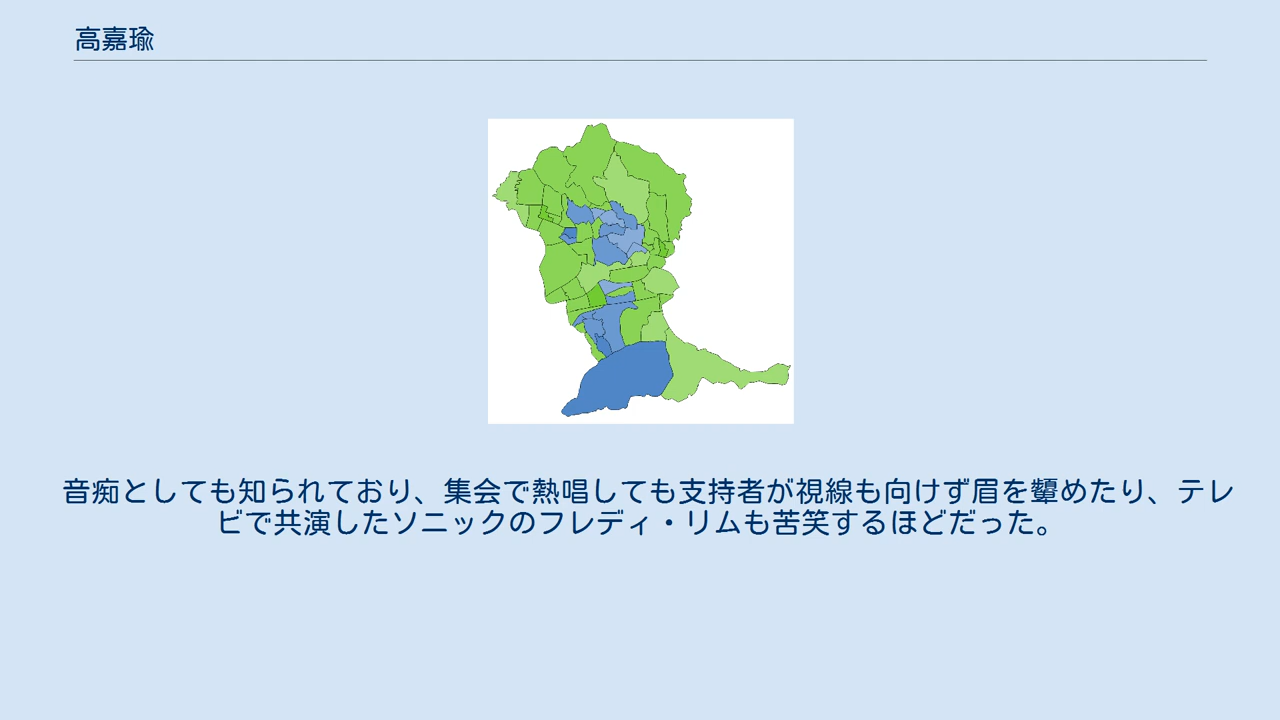 高嘉瑜
音痴としても知られており、集会で熱唱しても支持者が視線も向けず眉を顰めたり、テレ
ビで共演したソニックのフレディ・リムも苦笑するほどだった。